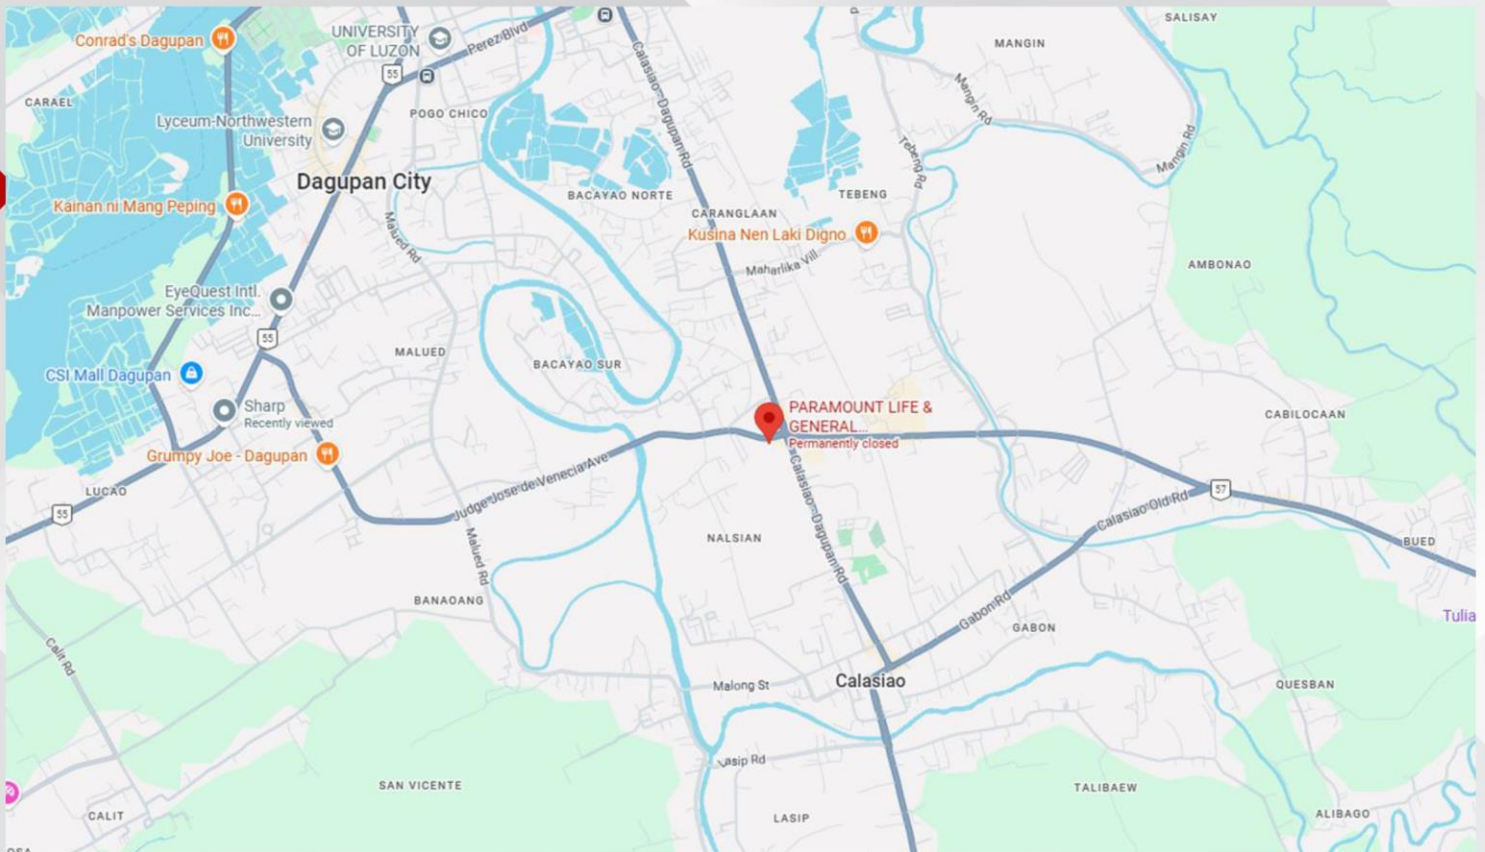 SALISAY
Conrad's Dagupan
UNIVERSITY
OF LUZON
Perez Blvd
MANGIN
55
CARAEL
Calasiao - Dagupan Rd
Mangin Rd
POGO CHICO
Lyceum-Northwestern
University
Tebeng Rd
Mangin Rd
Dagupan City
BACAYAO NORTE
TEBENG
Kainan ni Mang Peping
CARANGLAAN
Malued Rd
Kusina Nen Laki Digno
Maharlika Vill.
AMBONAO
EyeQuest Intl.
Manpower Services Inc...
55
MALUED
BACAYAO SUR
CSI Mall Dagupan
Sharp
Recently viewed
PARAMOUNT LIFE &
GENERAL...
Permanently closed
CABILOCAAN
Grumpy Joe - Dagupan
Judge Jose de Venecia Ave
LUCAO
55
57
Calasiao Old Rd
Calasiao - Dagupan Rd
NALSIAN
BUED
Malued Rd
BANAOANG
Gabon Rd
GABON
Tulia
Calit Rd
Malong St
Calasiao
QUESBAN
Lasip Rd
SAN VICENTE
TALIBAEW
CALIT
LASIP
ALIBAGO